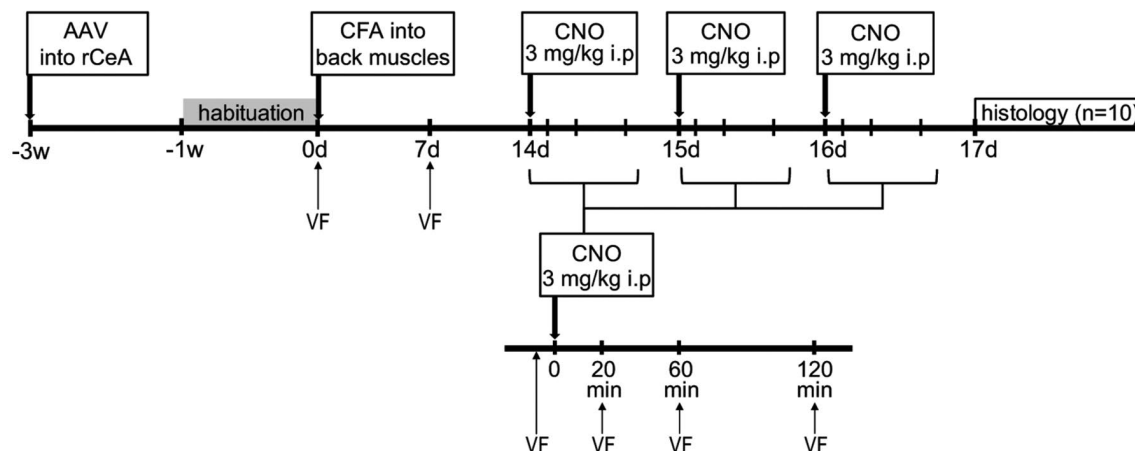 AAV
into rCeA
CFA into
back muscles
CNO
3 mg/kg i.p
CNO
3 mg/kg i.p
CNO
3 mg/kg i.p
habituation
histology (n=10)
-3w
-1w
0d
7d
14d
15d
16d
17d
VF
VF
CNO
3 mg/kg i.p
0
20
min
60
min
120
min
VF
VF
VF
VF